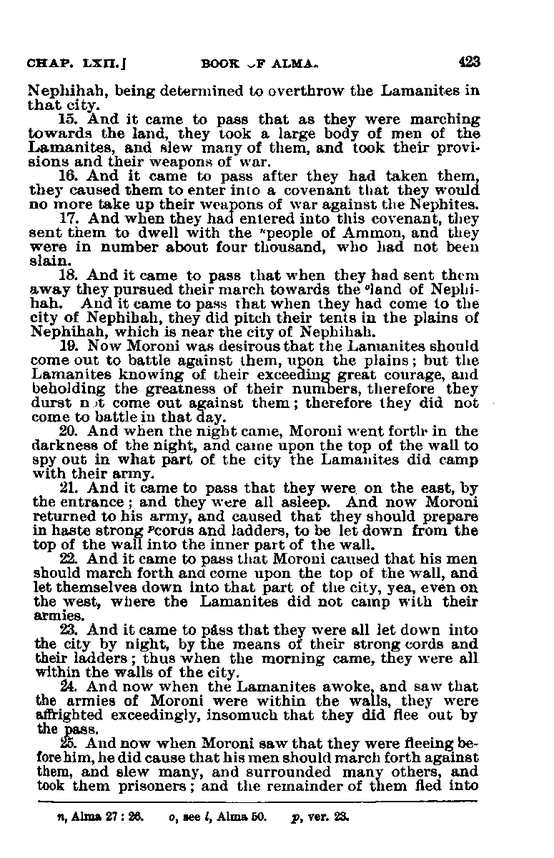 CHAP. LXII.] BOOK OF ALMA. 423
Nephihah, being determined to overthrow the Lamanites in
that city.
15. And it came to pass that as they were marching
towards the land, they took a large body of men of the
Lamanites, and slew many of them, and took their provi-
sions and their weapons of war.
16. And it came to pass after they had taken them,
they caused them to enter into a covenant that they would
no more take up their weapons of war against the Nephites.
17. And when they had entered into this covenant, they
sent them to dwell with the ⁿpeople of Ammon, and they
were in number about four thousand, who had not been
slain.
18. And it came to pass that when they had sent them
away they pursued their march towards the ᵒland of Nephi-
hah. And it came to pass that when they had come to the
city of Nephihah, they did pitch their tents in the plains of
Nephihah, which is near the city of Nephihah.
19. Now Moroni was desirous that the Lamanites should
come out to battle against them, upon the plains; but the
Lamanites knowing of their exceeding great courage, and
beholding the greatness of their numbers, therefore they
durst not come out against them; therefore they did not
come to battle in that day.
20. And when the night came, Moroni went forth in the
darkness of the night, and came upon the top of the wall to
spy out in what part of the city the Lamanites did camp
with their army.
21. And it came to pass that they were on the east, by
the entrance; and they were all asleep. And now Moroni
returned to his army, and caused that they should prepare
in haste strong ᵖcords and ladders, to be let down from the
top of the wall into the inner part of the wall.
22. And it came to pass that Moroni caused that his men
should march forth and come upon the top of the wall, and
let themselves down into that part of the city, yea, even on
the west, where the Lamanites did not camp with their
armies.
23. And it came to pass that they were all let down into
the city by night, by the means of their strong cords and
their ladders; thus when the morning came, they were all
within the walls of the city.
24. And now when the Lamanites awoke, and saw that
the armies of Moroni were within the walls, they were
affrighted exceedingly, insomuch that they did flee out by
the pass.
25. And now when Moroni saw that they were fleeing be-
fore him, he did cause that his men should march forth against
them, and slew many, and surrounded many others, and
took them prisoners; and the remainder of them fled into
n, Alma 27 : 26. o, see l, Alma 50. p, ver. 23.